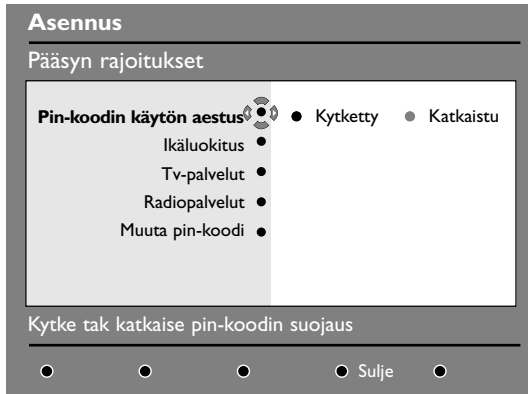 Asennus
Pääsyn rajoitukset
Pin-koodin käytön aestus ● Kytketty ● Katkaistu
Ikäluokitus
Tv-palvelut
Radiopalvelut
Muuta pin-koodi
Kytke tak katkaise pin-koodin suojaus
Sulje